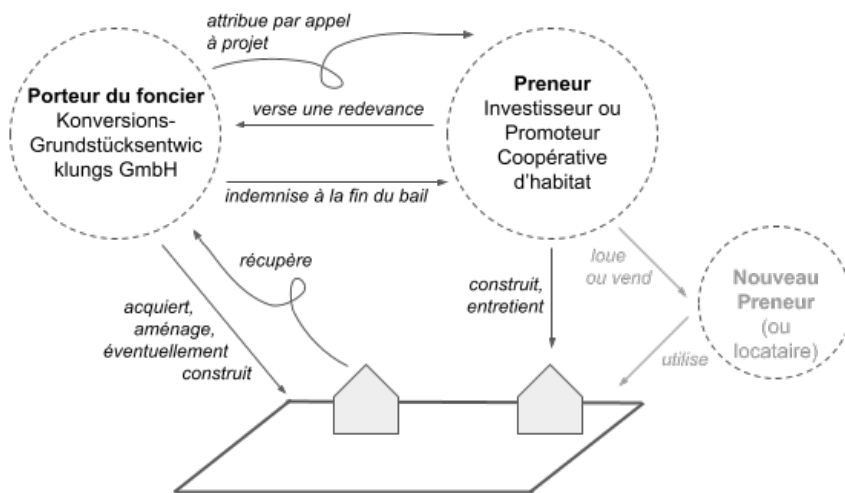 attribue par appel
à projet
Porteur du foncier
Konversions-
Grundstücksentwic
klungs GmbH
verse une redevance
Preneur
Investisseur ou
Promoteur
Coopérative
d'habitat
indemnise à la fin du bail
récupère
acquiert,
aménage,
éventuellement
construit
construit,
entretient
loue
ou vend
Nouveau
Preneur
(ou
locataire)
utilise